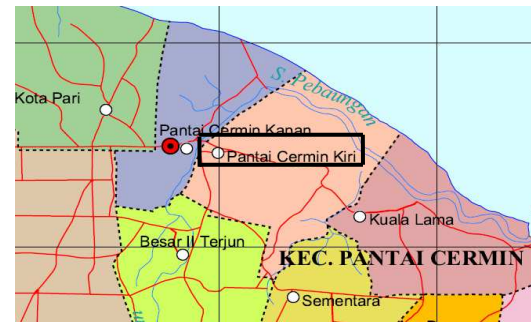 S. Pebaungan
Kota Pari
Pantai Cermin Kanan
Pantai Cermin Kiri
Kuala Lama
Besar II Terjun
KEC. PANTAI CERMIN
Sementara